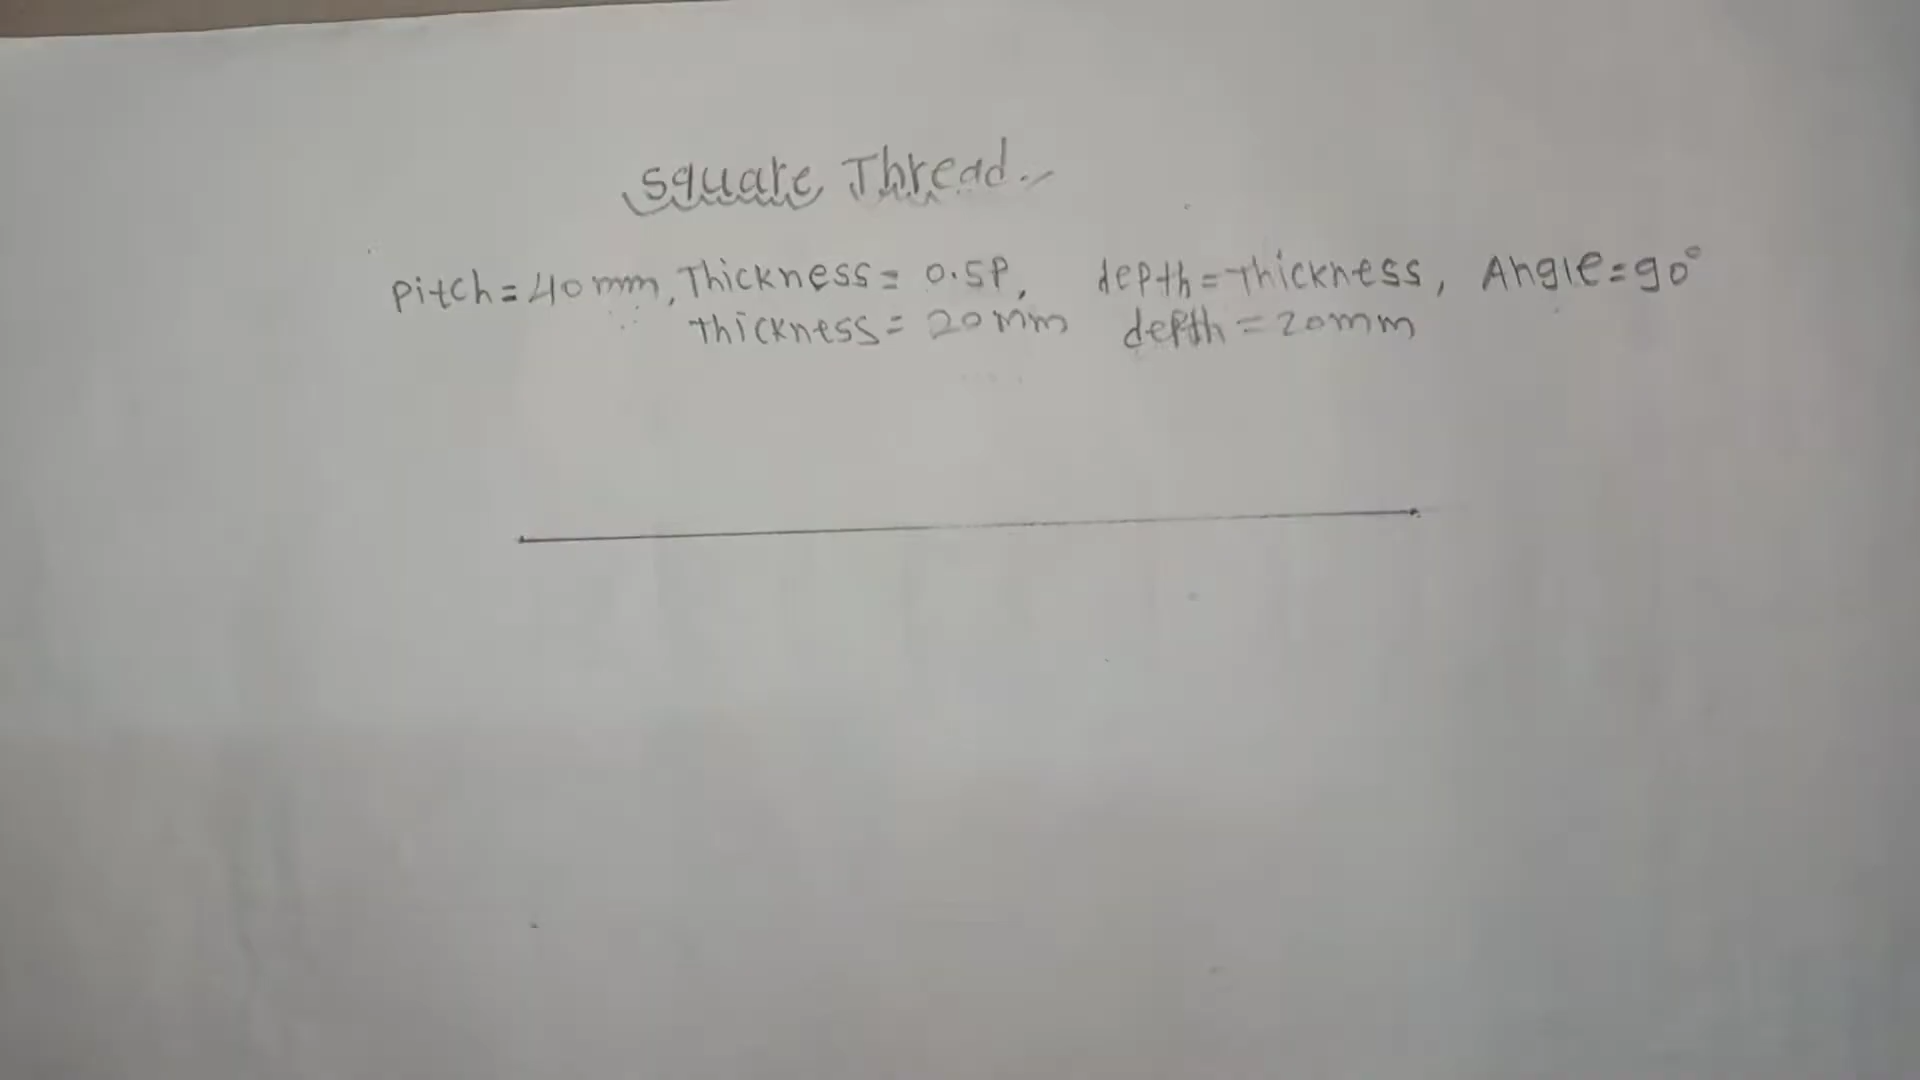 Square Thread
Pitch=40mm, Thickness= 0.5P, depth=Thickness, Angle=90°
Thickness= 20mm depth=20mm